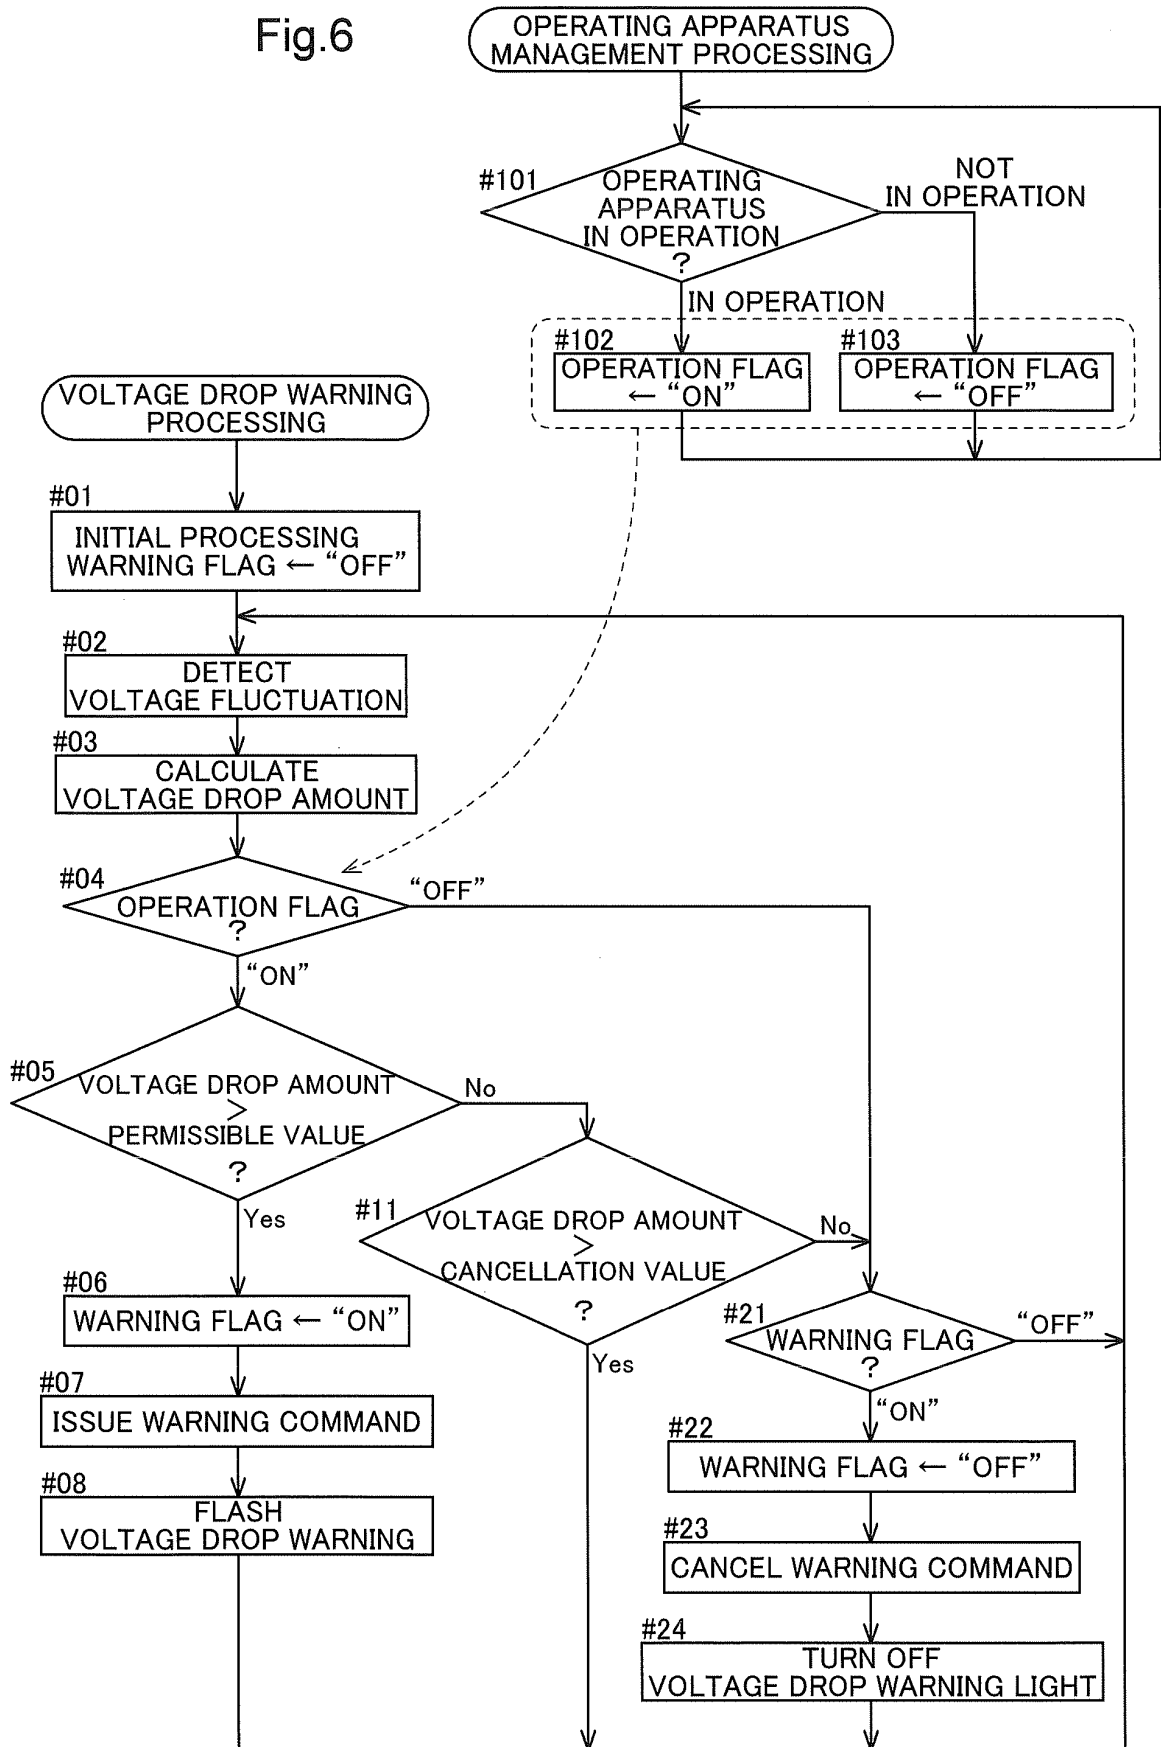 Fig.6
OPERATING APPARATUS
MANAGEMENT PROCESSING
#101
OPERATING
APPARATUS
IN OPERATION
?
NOT
IN OPERATION
IN OPERATION
#102
OPERATION FLAG
← “ON”
#103
OPERATION FLAG
← “OFF”
VOLTAGE DROP WARNING
PROCESSING
#01
INITIAL PROCESSING
WARNING FLAG ← “OFF”
#02
DETECT
VOLTAGE FLUCTUATION
#03
CALCULATE
VOLTAGE DROP AMOUNT
#04
OPERATION FLAG
?
“OFF”
“ON”
#05
VOLTAGE DROP AMOUNT
>
PERMISSIBLE VALUE
?
No
Yes
#11
VOLTAGE DROP AMOUNT
>
CANCELLATION VALUE
?
No
Yes
#06
WARNING FLAG ← “ON”
#07
ISSUE WARNING COMMAND
#08
FLASH
VOLTAGE DROP WARNING
#21
WARNING FLAG
?
“OFF”
“ON”
#22
WARNING FLAG ← “OFF”
#23
CANCEL WARNING COMMAND
#24
TURN OFF
VOLTAGE DROP WARNING LIGHT